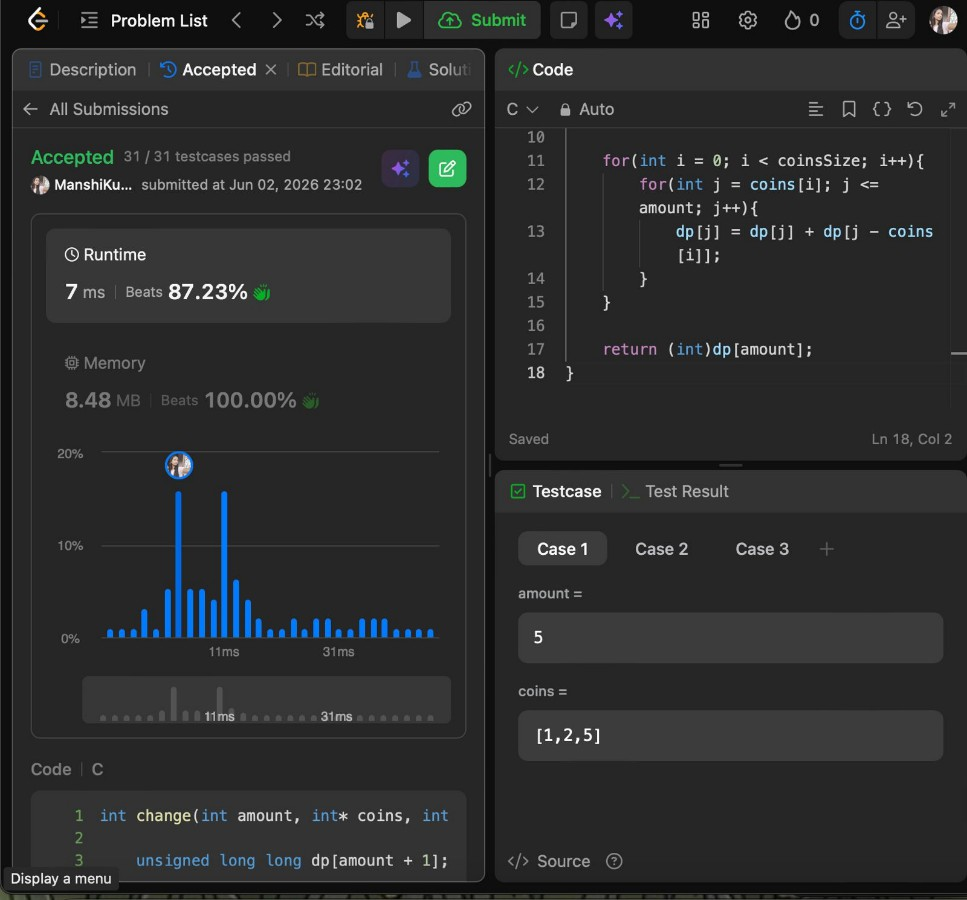 Problem List
Submit
0
Description
Accepted
Editorial
Soluti
All Submissions
Accepted 31 / 31 testcases passed
ManshiKu... submitted at Jun 02, 2026 23:02
Runtime
7 ms Beats 87.23%
Memory
8.48 MB Beats 100.00%
20%
10%
0%
11ms 31ms
11ms 31ms
Code C
1 int change(int amount, int* coins, int
2
3 unsigned long long dp[amount + 1];
Display a menu
</> Code
C Auto
10
11 for(int i = 0; i < coinsSize; i++){
12 for(int j = coins[i]; j <=
amount; j++){
13 dp[j] = dp[j] + dp[j - coins
[i]];
14 }
15 }
16
17 return (int)dp[amount];
18 }
Saved Ln 18, Col 2
Testcase >_ Test Result
Case 1 Case 2 Case 3 +
amount =
5
coins =
[1,2,5]
</> Source ?